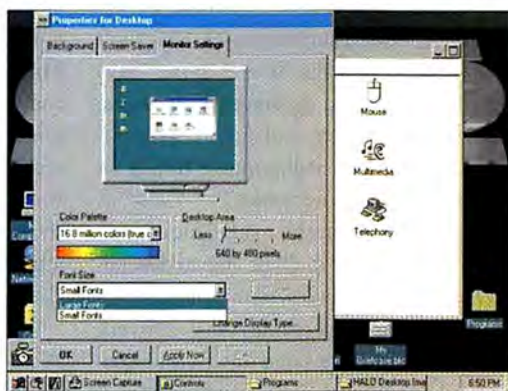 Properties for Desktop
Background
Screen Saver
Monitor Settings
Mouse
Multimedia
Telephony
Color Palette
16.8 million colors (true c
Desktop Area
Less
More
640 by 480 pixels
Font Size
Small Fonts
Large Fonts
Small Fonts
Change Display Type...
OK
Cancel
Apply Now
Programs
My
Screen Capture
Controls
Programs
HALO Desktop Ima
6:50 PM